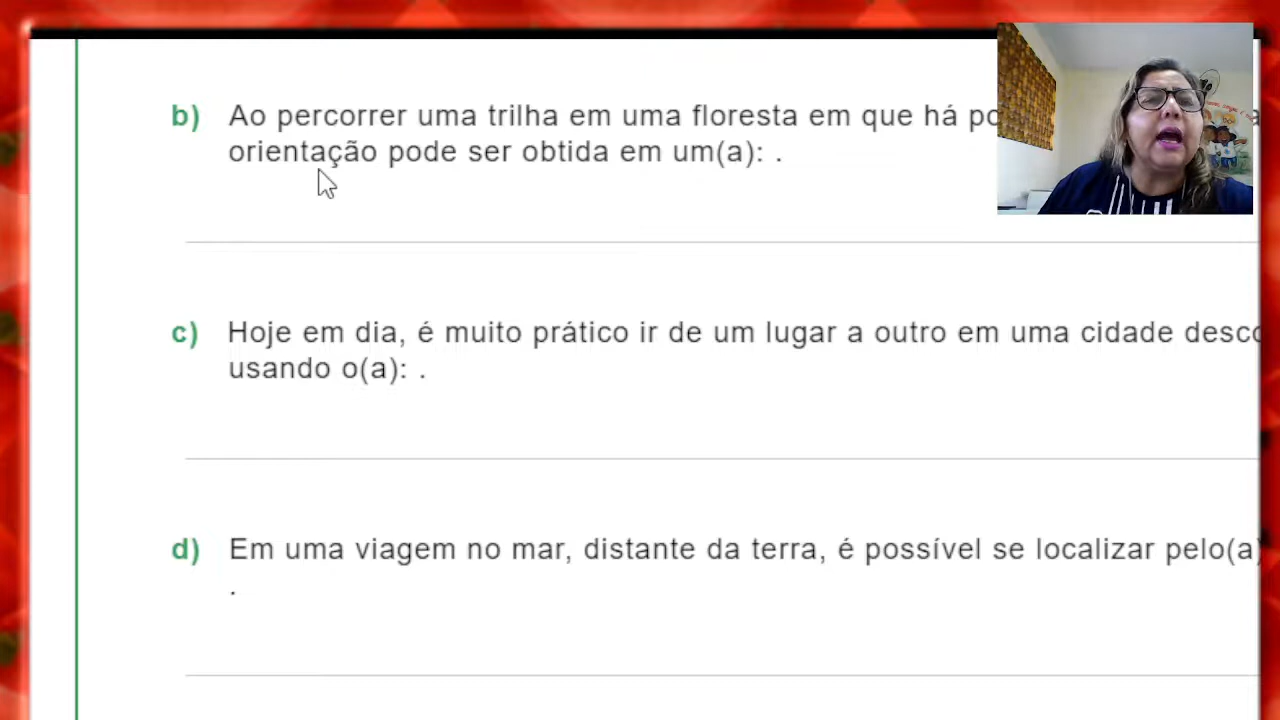 b) Ao percorrer uma trilha em uma floresta em que há
orientação pode ser obtida em um(a): .
c) Hoje em dia, é muito prático ir de um lugar a outro em uma cidade
usando o(a): .
d) Em uma viagem no mar, distante da terra, é possível se localizar pelo(a)
.